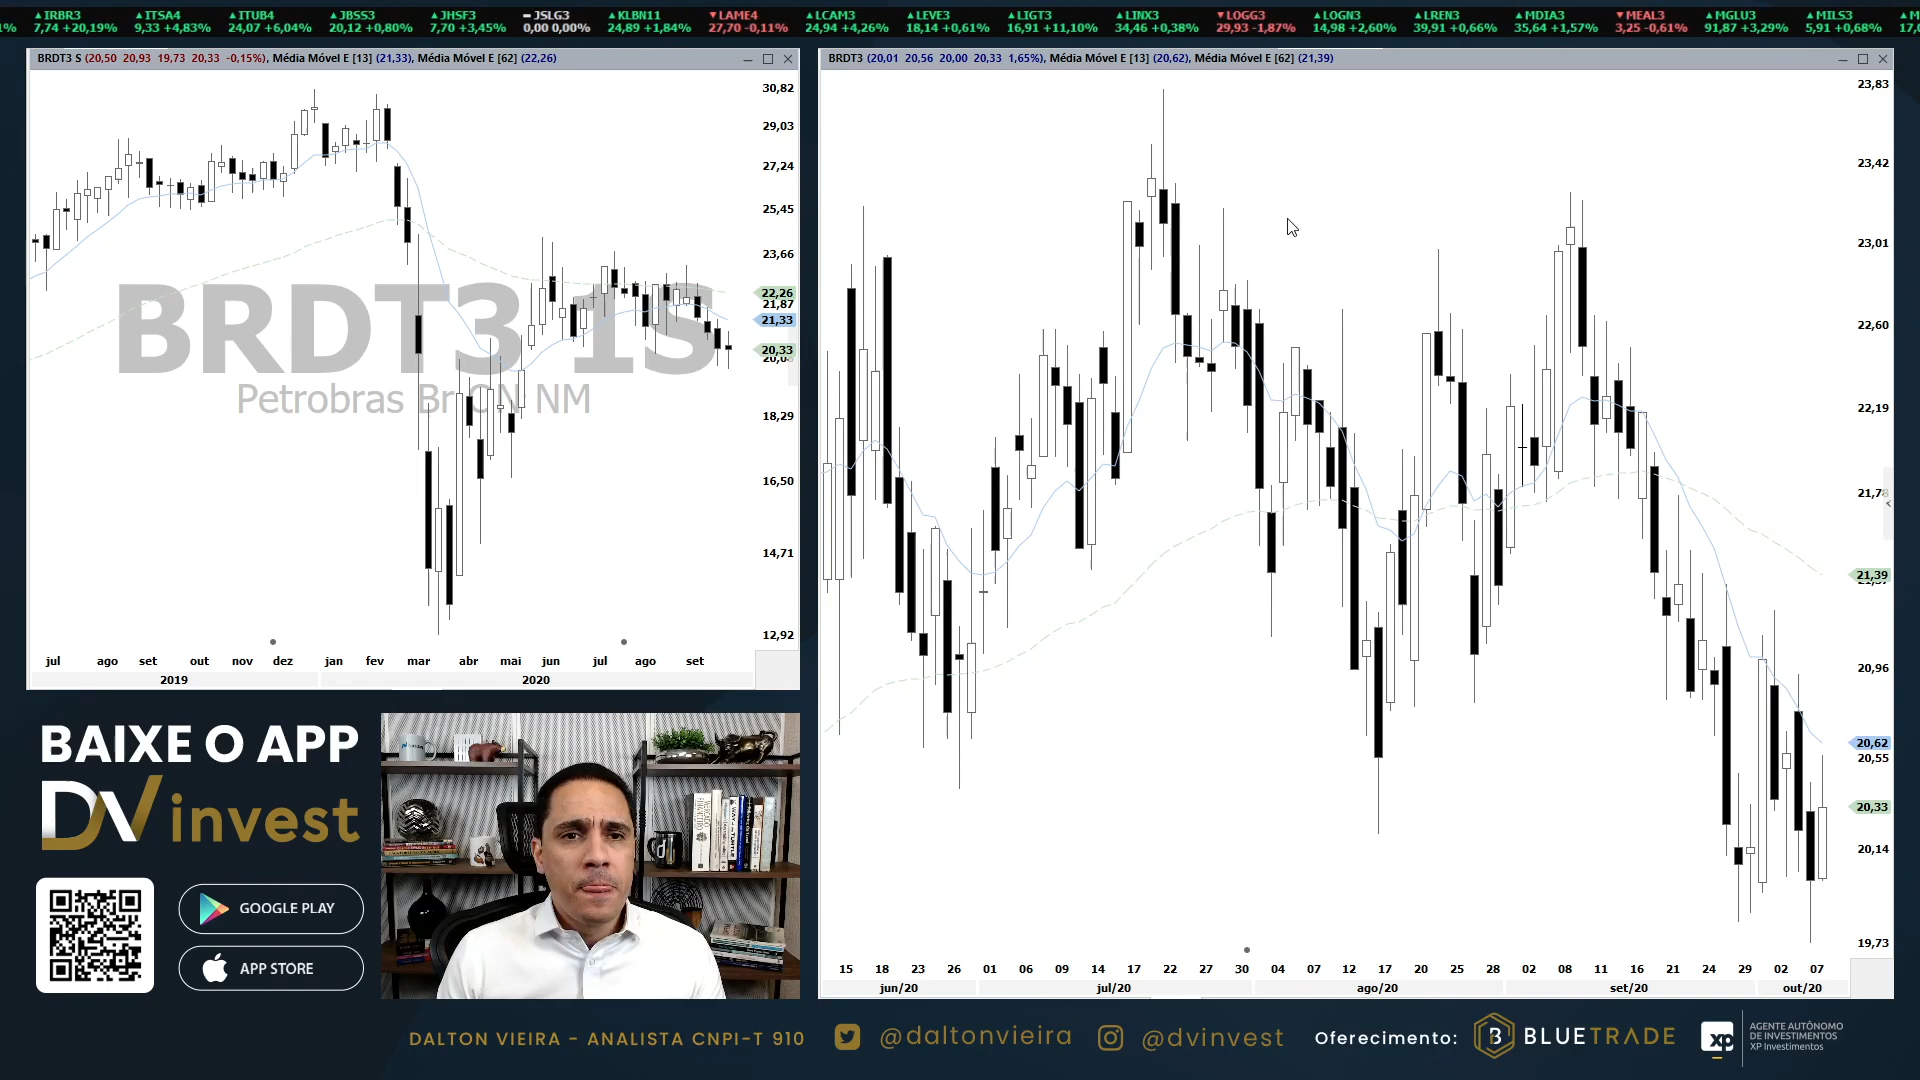 IRBR3 ITSA4 ITUB4 JBSS3 JHSF3 JSLG3 KLBN11 LAME4 LCAM3 LEVE3 LIGT3 LINX3 LOGG3 LOGN3 LREN3 MDIA3 MEAL3 MGLU3 MILS3
7,74 +20,19% 9,33 +4,83% 24,07 +6,04% 20,12 +0,80% 7,70 +3,45% 0,00 0,00% 24,89 +1,84% 27,70 -0,11% 24,94 +4,26% 18,14 +0,61% 16,91 +11,10% 34,46 +0,38% 29,93 -1,87% 14,98 +2,60% 39,91 +0,66% 35,64 +1,57% 3,25 -0,61% 91,87 +3,29% 5,91 +0,68%
BRDT3 S (20,50 20,93 19,73 20,33 -0,15%), Média Móvel E [13] (21,33), Média Móvel E [62] (22,26)
30,82
29,03
27,24
25,45
23,66
22,26
21,87
21,33
20,33
18,29
16,50
14,71
12,92
BRDT3 1S
Petrobras Br ON NM
jul ago set out nov dez jan fev mar abr mai jun jul ago set
2019 2020
BRDT3 (20,01 20,56 20,00 20,33 1,65%), Média Móvel E [13] (20,62), Média Móvel E [62] (21,39)
23,83
23,42
23,01
22,60
22,19
21,78
21,39
20,96
20,62
20,55
20,33
20,14
19,73
15 18 23 26 01 06 09 14 17 22 27 30 04 07 12 17 20 25 28 02 08 11 16 21 24 29 02 07
jun/20 jul/20 ago/20 set/20 out/20
BAIXE O APP
DV invest
GOOGLE PLAY
APP STORE
DALTON VIEIRA - ANALISTA CNPI-T 910 @daltonvieira @dvinvest Oferecimento: BLUETRADE xp
AGENTE AUTÔNOMO
DE INVESTIMENTOS
XP Investimentos